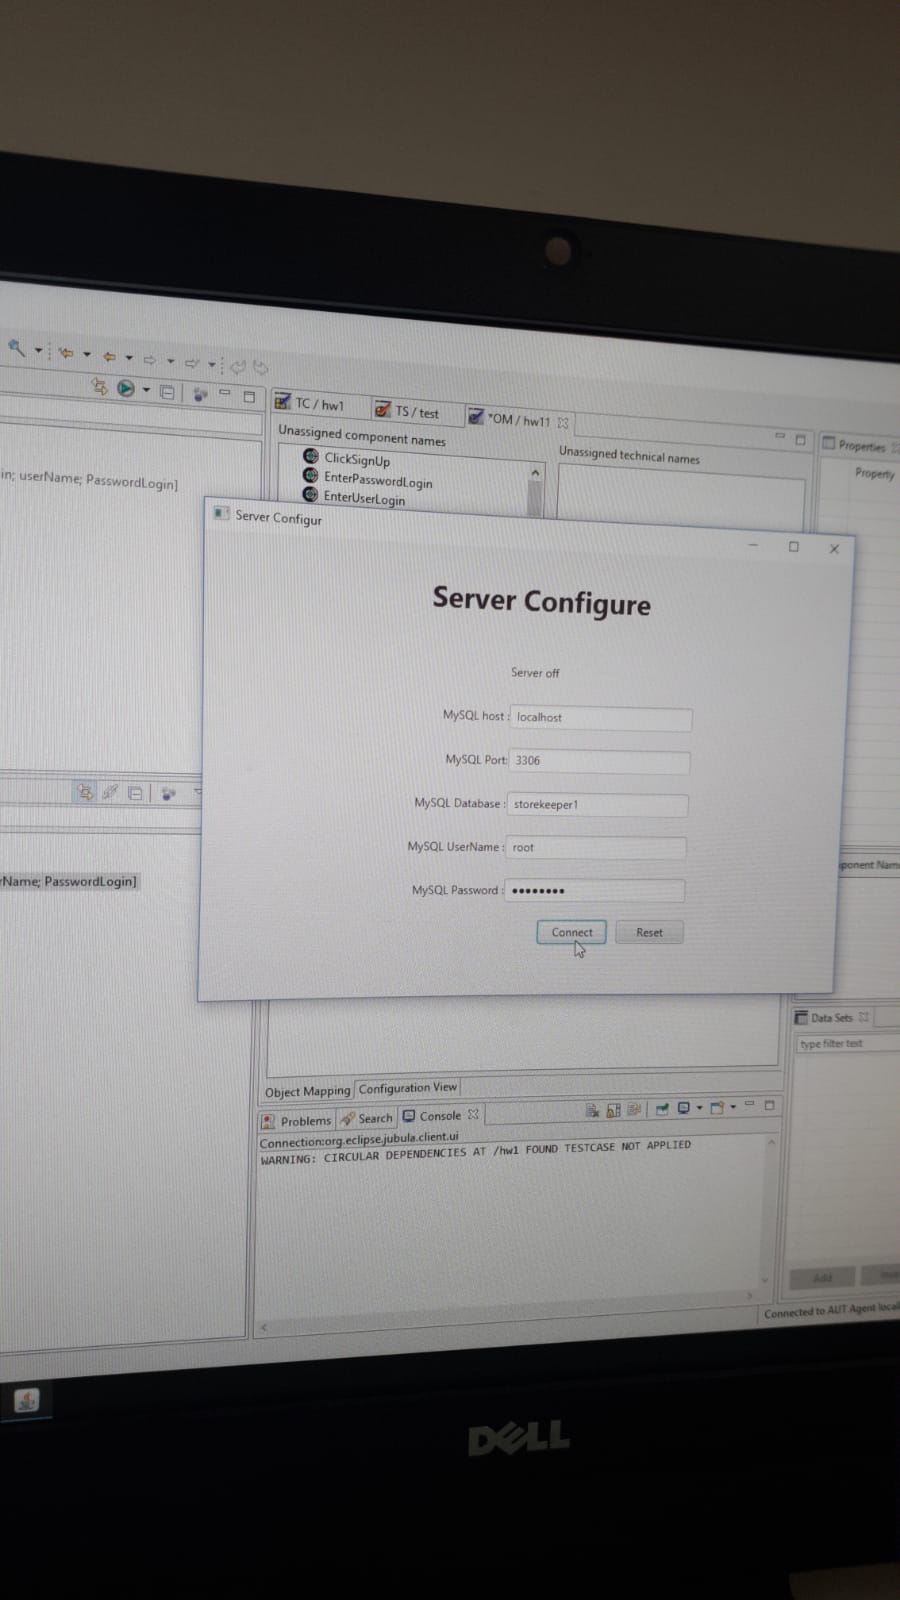 TC / hw1
TS / test
*OM / hw11
Properties
Unassigned component names
Unassigned technical names
Property
ClickSignUp
EnterPasswordLogin
EnterUserLogin
in; userName; PasswordLogin]
Server Configur
Server Configure
Server off
MySQL host : localhost
MySQL Port: 3306
MySQL Database : storekeeper1
MySQL UserName : root
MySQL Password : ••••••••
Connect
Reset
rName; PasswordLogin]
ponent Nam
Data Sets
type filter text
Object Mapping
Configuration View
Problems
Search
Console
Connection:org.eclipse.jubula.client.ui
WARNING: CIRCULAR DEPENDENCIES AT /hw1 FOUND TESTCASE NOT APPLIED
Add
Connected to AUT Agent local
DELL